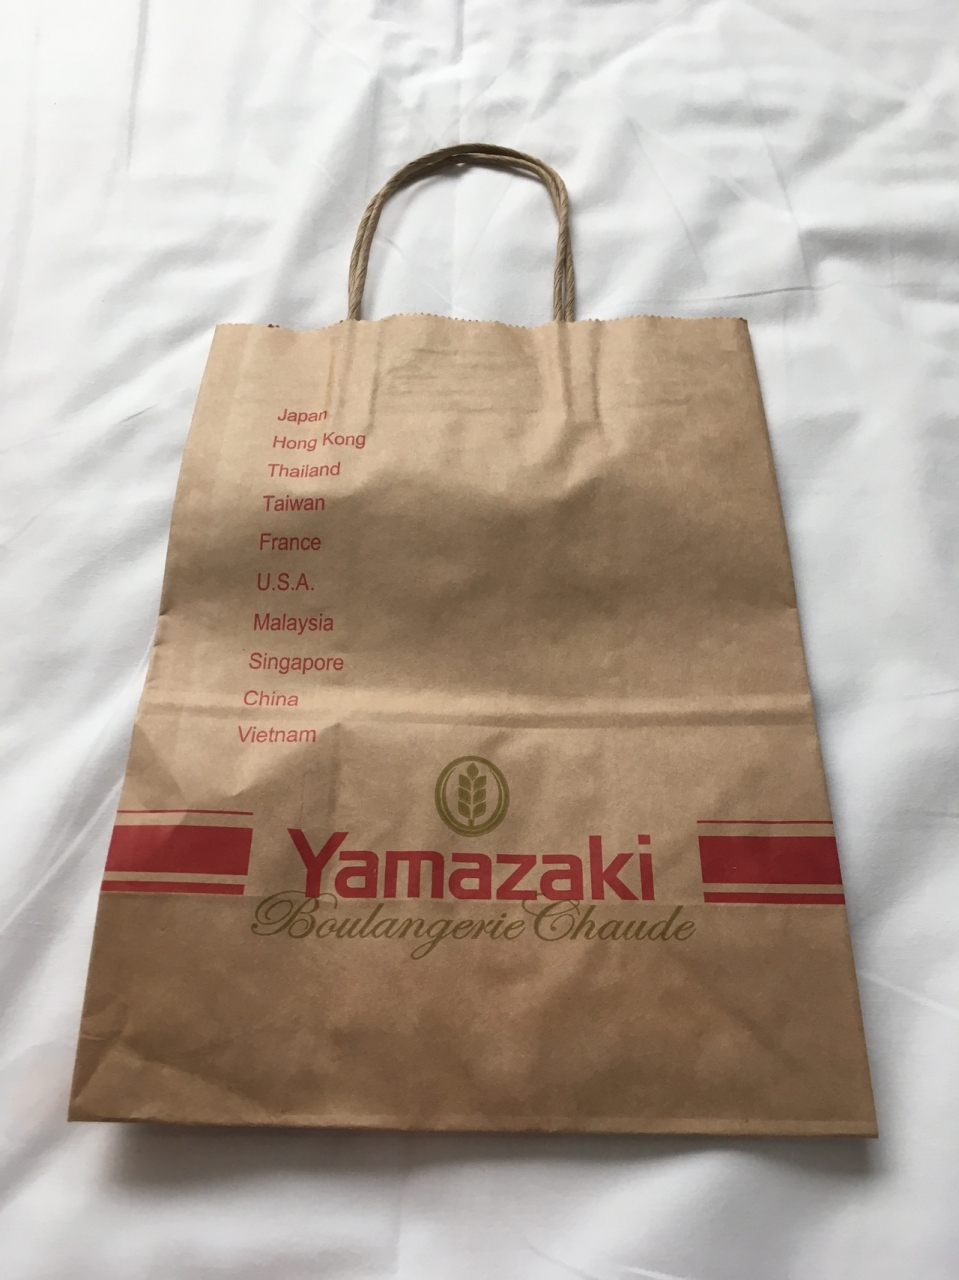 Japan
Hong Kong
Thailand
Taiwan
France
U.S.A.
Malaysia
Singapore
China
Vietnam
Yamazaki
Boulangerie Chaude